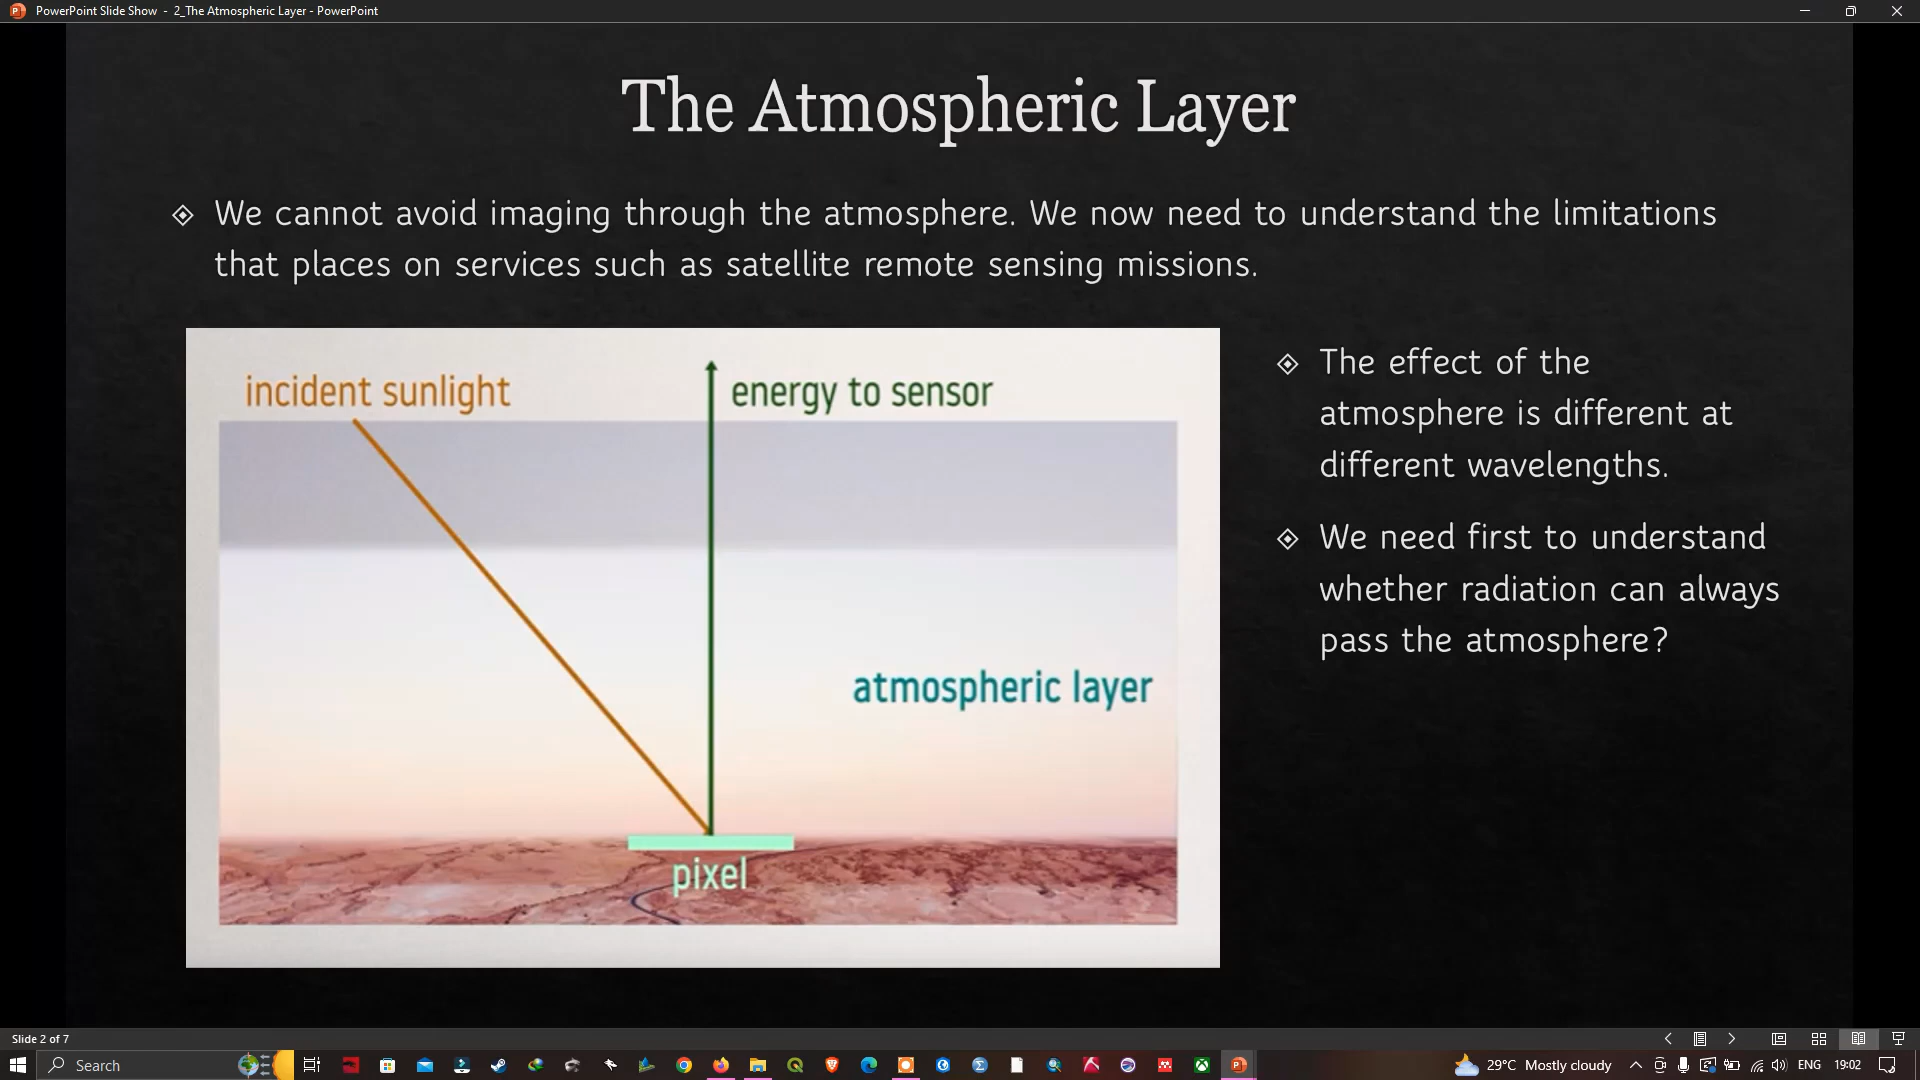 PowerPoint Slide Show - 2_The Atmospheric Layer - PowerPoint
The Atmospheric Layer
We cannot avoid imaging through the atmosphere. We now need to understand the limitations
that places on services such as satellite remote sensing missions.
incident sunlight
energy to sensor
atmospheric layer
pixel
The effect of the
atmosphere is different at
different wavelengths.
We need first to understand
whether radiation can always
pass the atmosphere?
Slide 2 of 7
Search
29°C Mostly cloudy
ENG
19:02